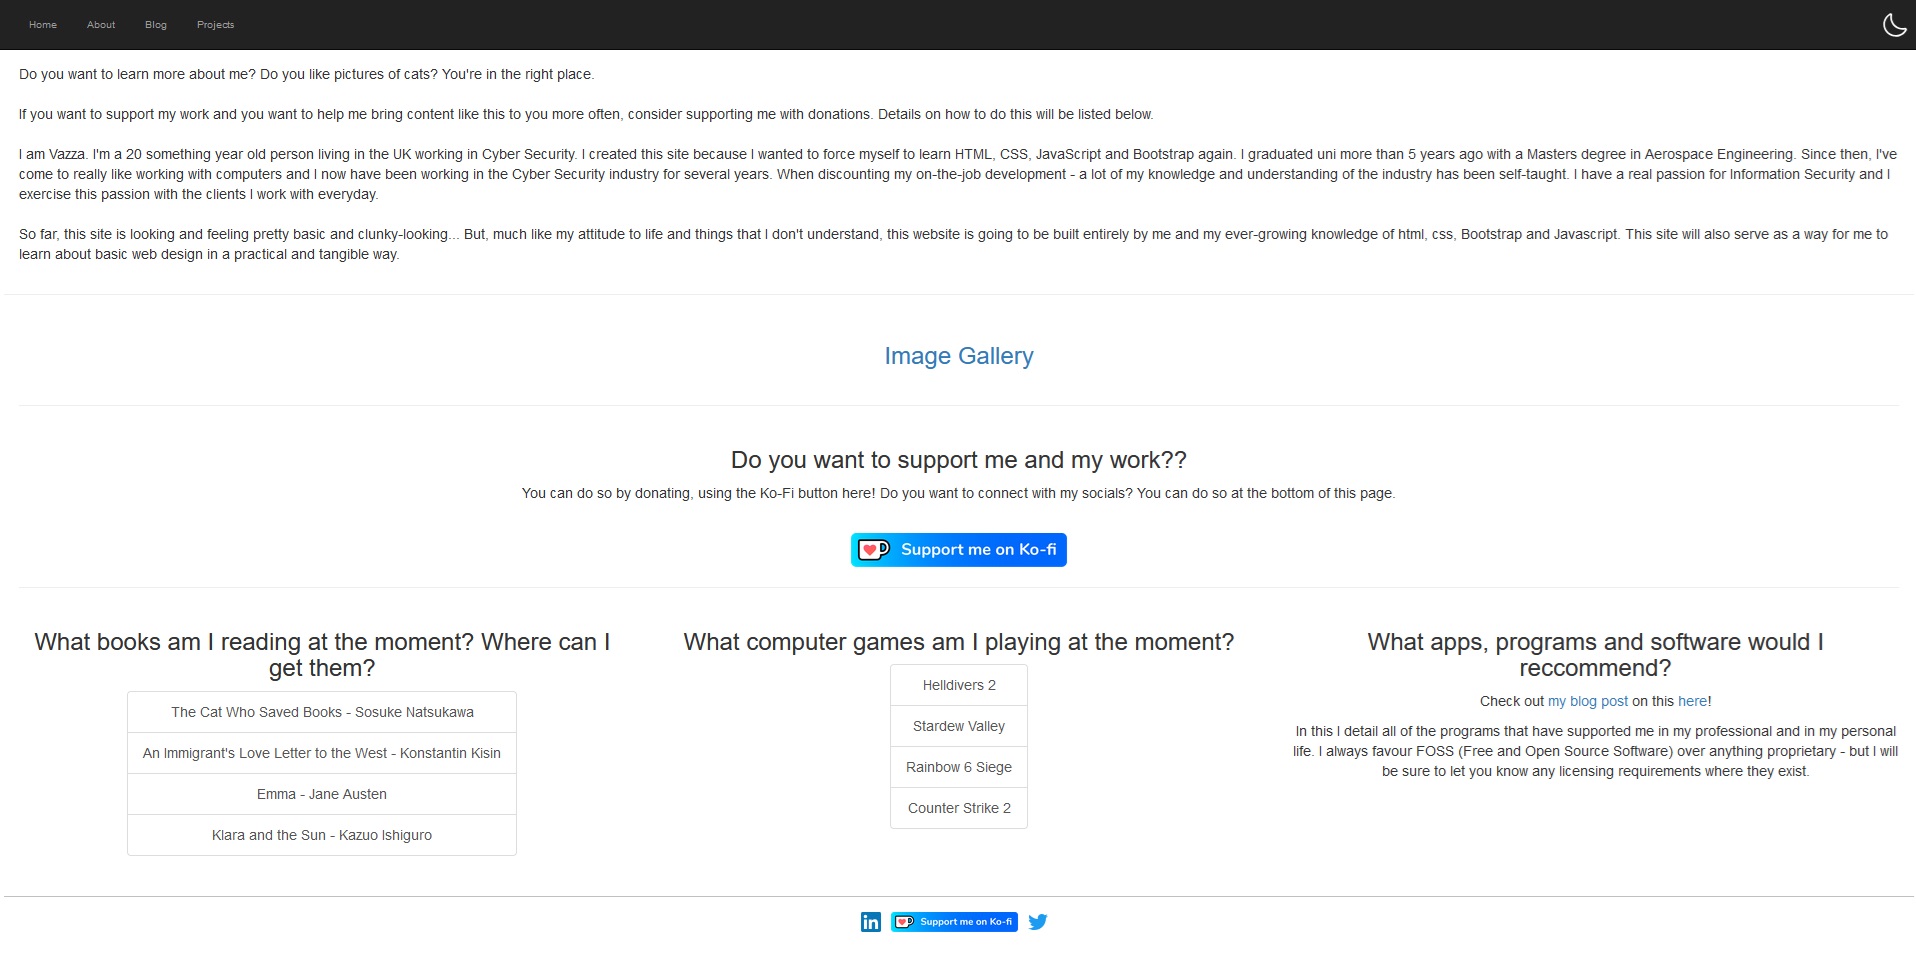 Home About Blog Projects
Do you want to learn more about me? Do you like pictures of cats? You're in the right place.
If you want to support my work and you want to help me bring content like this to you more often, consider supporting me with donations. Details on how to do this will be listed below.
I am Vazza. I'm a 20 something year old person living in the UK working in Cyber Security. I created this site because I wanted to force myself to learn HTML, CSS, JavaScript and Bootstrap again. I graduated uni more than 5 years ago with a Masters degree in Aerospace Engineering. Since then, I've
come to really like working with computers and I now have been working in the Cyber Security industry for several years. When discounting my on-the-job development - a lot of my knowledge and understanding of the industry has been self-taught. I have a real passion for Information Security and I
exercise this passion with the clients I work with everyday.
So far, this site is looking and feeling pretty basic and clunky-looking... But, much like my attitude to life and things that I don't understand, this website is going to be built entirely by me and my ever-growing knowledge of html, css, Bootstrap and Javascript. This site will also serve as a way for me to
learn about basic web design in a practical and tangible way.
Image Gallery
Do you want to support me and my work??
You can do so by donating, using the Ko-Fi button here! Do you want to connect with my socials? You can do so at the bottom of this page.
Support me on Ko-fi
What books am I reading at the moment? Where can I
get them?
The Cat Who Saved Books - Sosuke Natsukawa
An Immigrant's Love Letter to the West - Konstantin Kisin
Emma - Jane Austen
Klara and the Sun - Kazuo Ishiguro
What computer games am I playing at the moment?
Helldivers 2
Stardew Valley
Rainbow 6 Siege
Counter Strike 2
What apps, programs and software would I
reccommend?
Check out my blog post on this here!
In this I detail all of the programs that have supported me in my professional and in my personal
life. I always favour FOSS (Free and Open Source Software) over anything proprietary - but I will
be sure to let you know any licensing requirements where they exist.
in Support me on Ko-fi